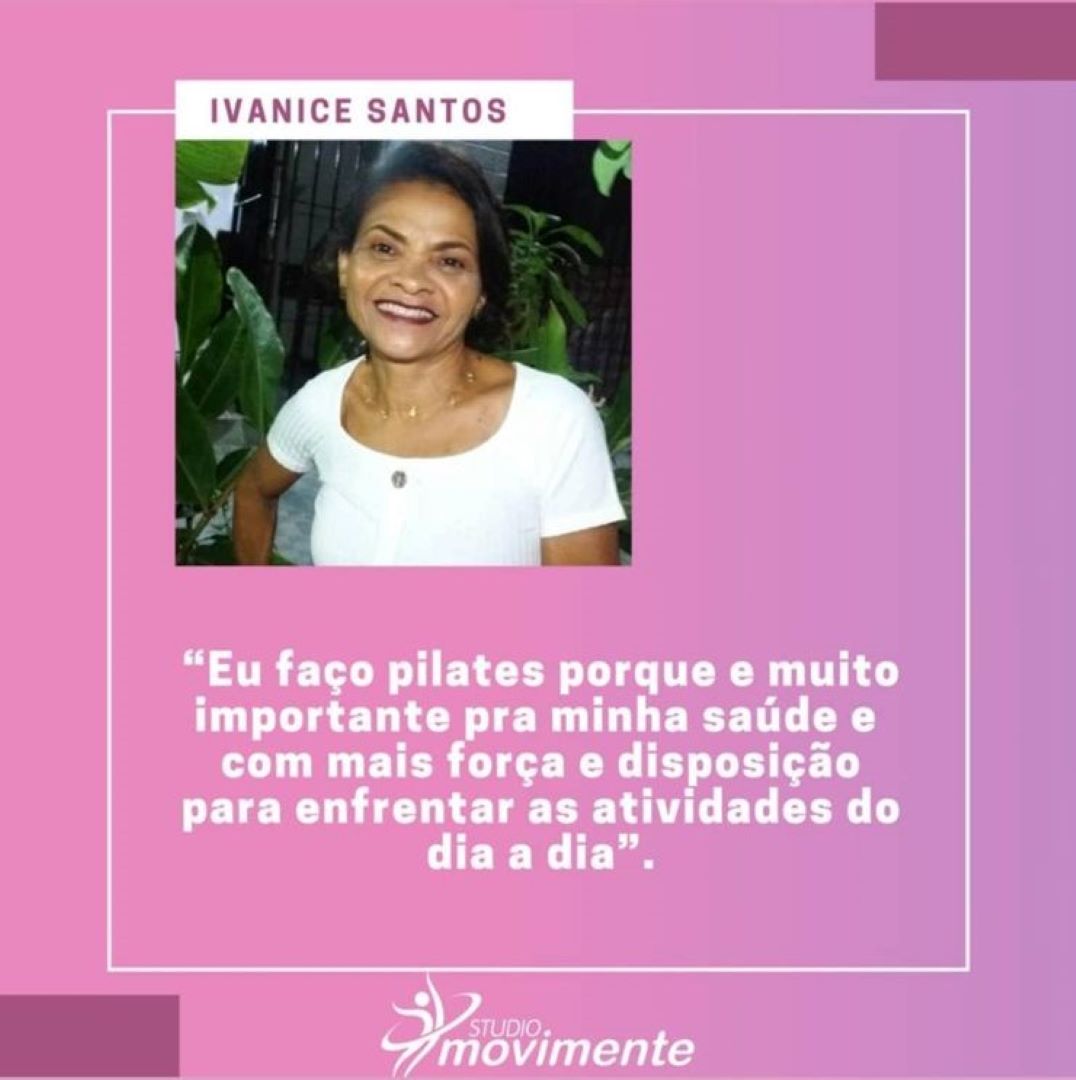 IVANICE SANTOS
“Eu faço pilates porque e muito
importante pra minha saúde e
com mais força e disposição
para enfrentar as atividades do
dia a dia”.
STUDIO
movimente